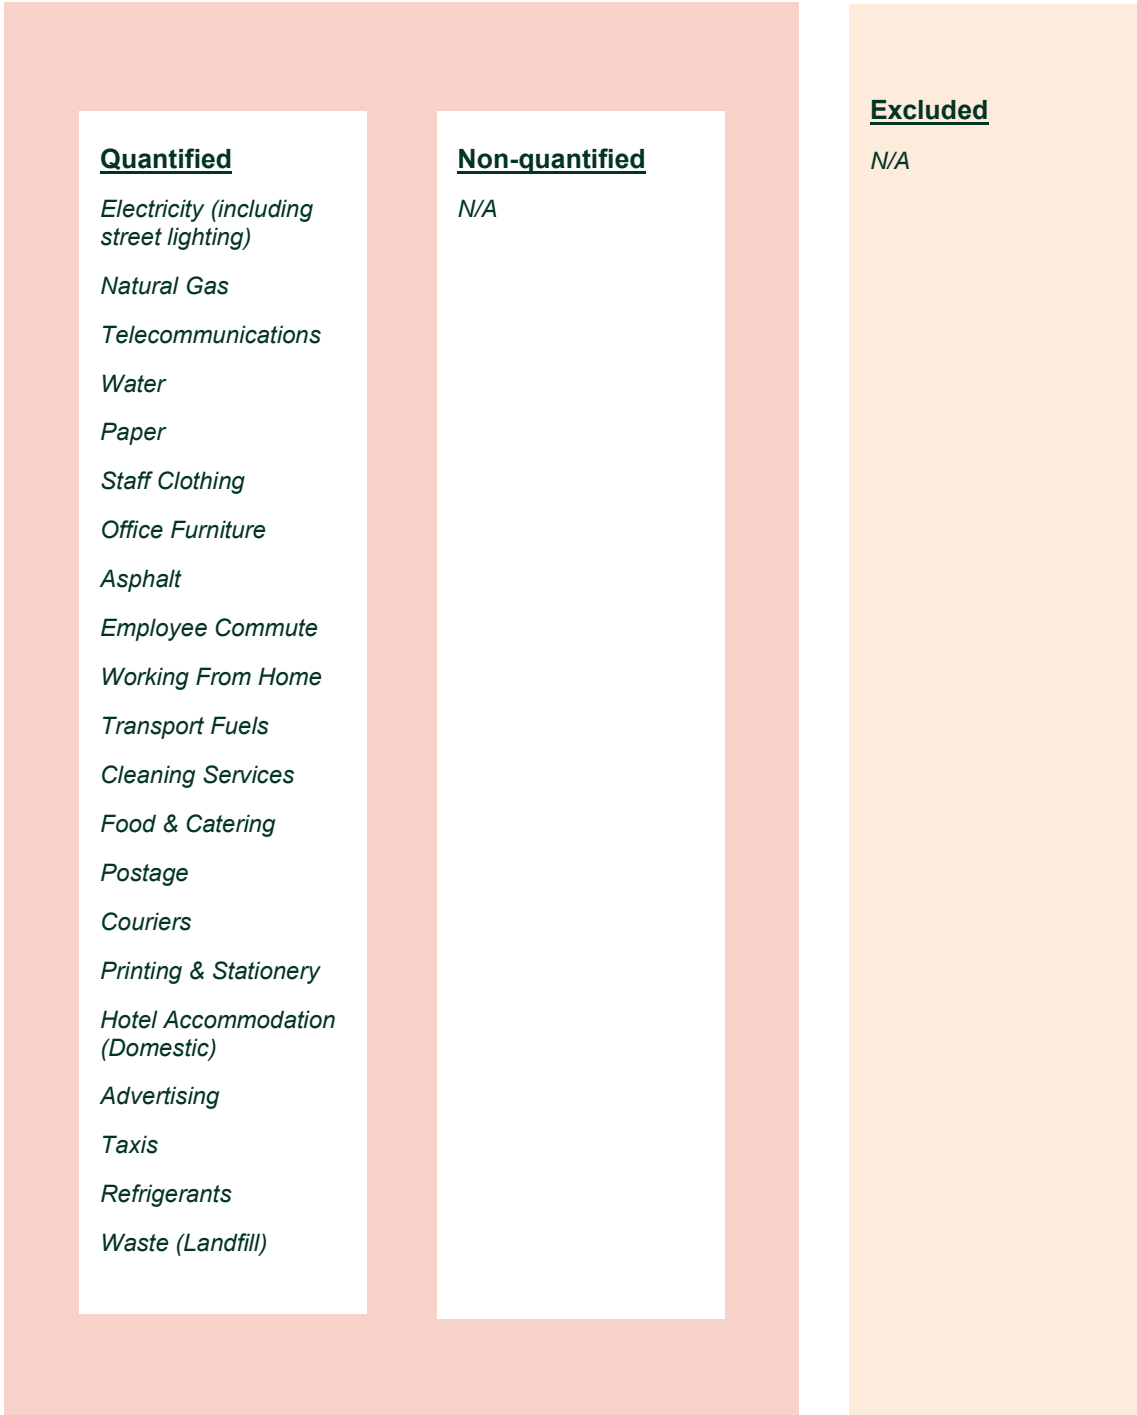 Quantified
Electricity (including
street lighting)
Natural Gas
Telecommunications
Water
Paper
Staff Clothing
Office Furniture
Asphalt
Employee Commute
Working From Home
Transport Fuels
Cleaning Services
Food & Catering
Postage
Couriers
Printing & Stationery
Hotel Accommodation
(Domestic)
Advertising
Taxis
Refrigerants
Waste (Landfill)
Non-quantified
N/A
Excluded
N/A